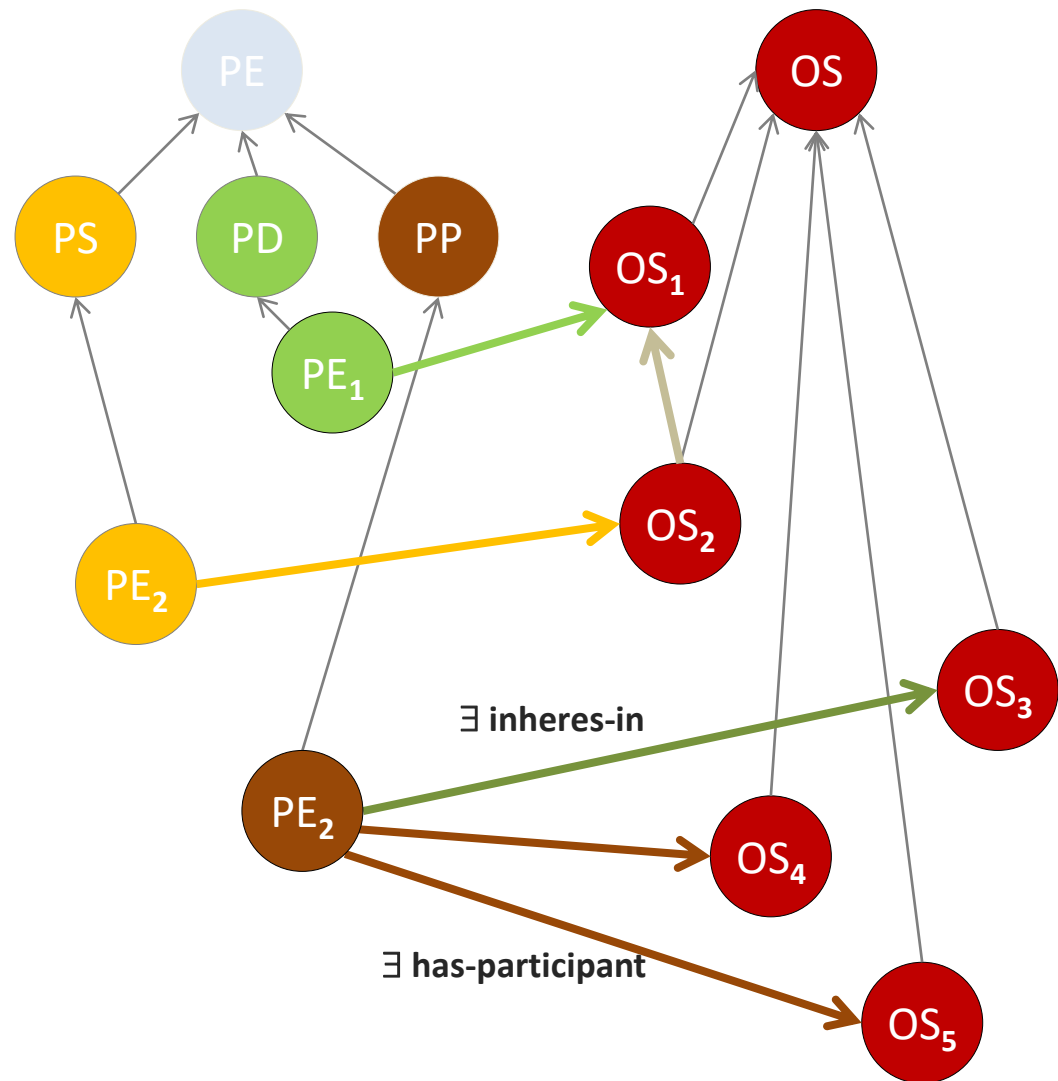 PE
OS
PS
PD
PP
OS₁
PE₁
OS₂
PE₂
OS₃
∃ inheres-in
PE₂
OS₄
∃ has-participant
OS₅